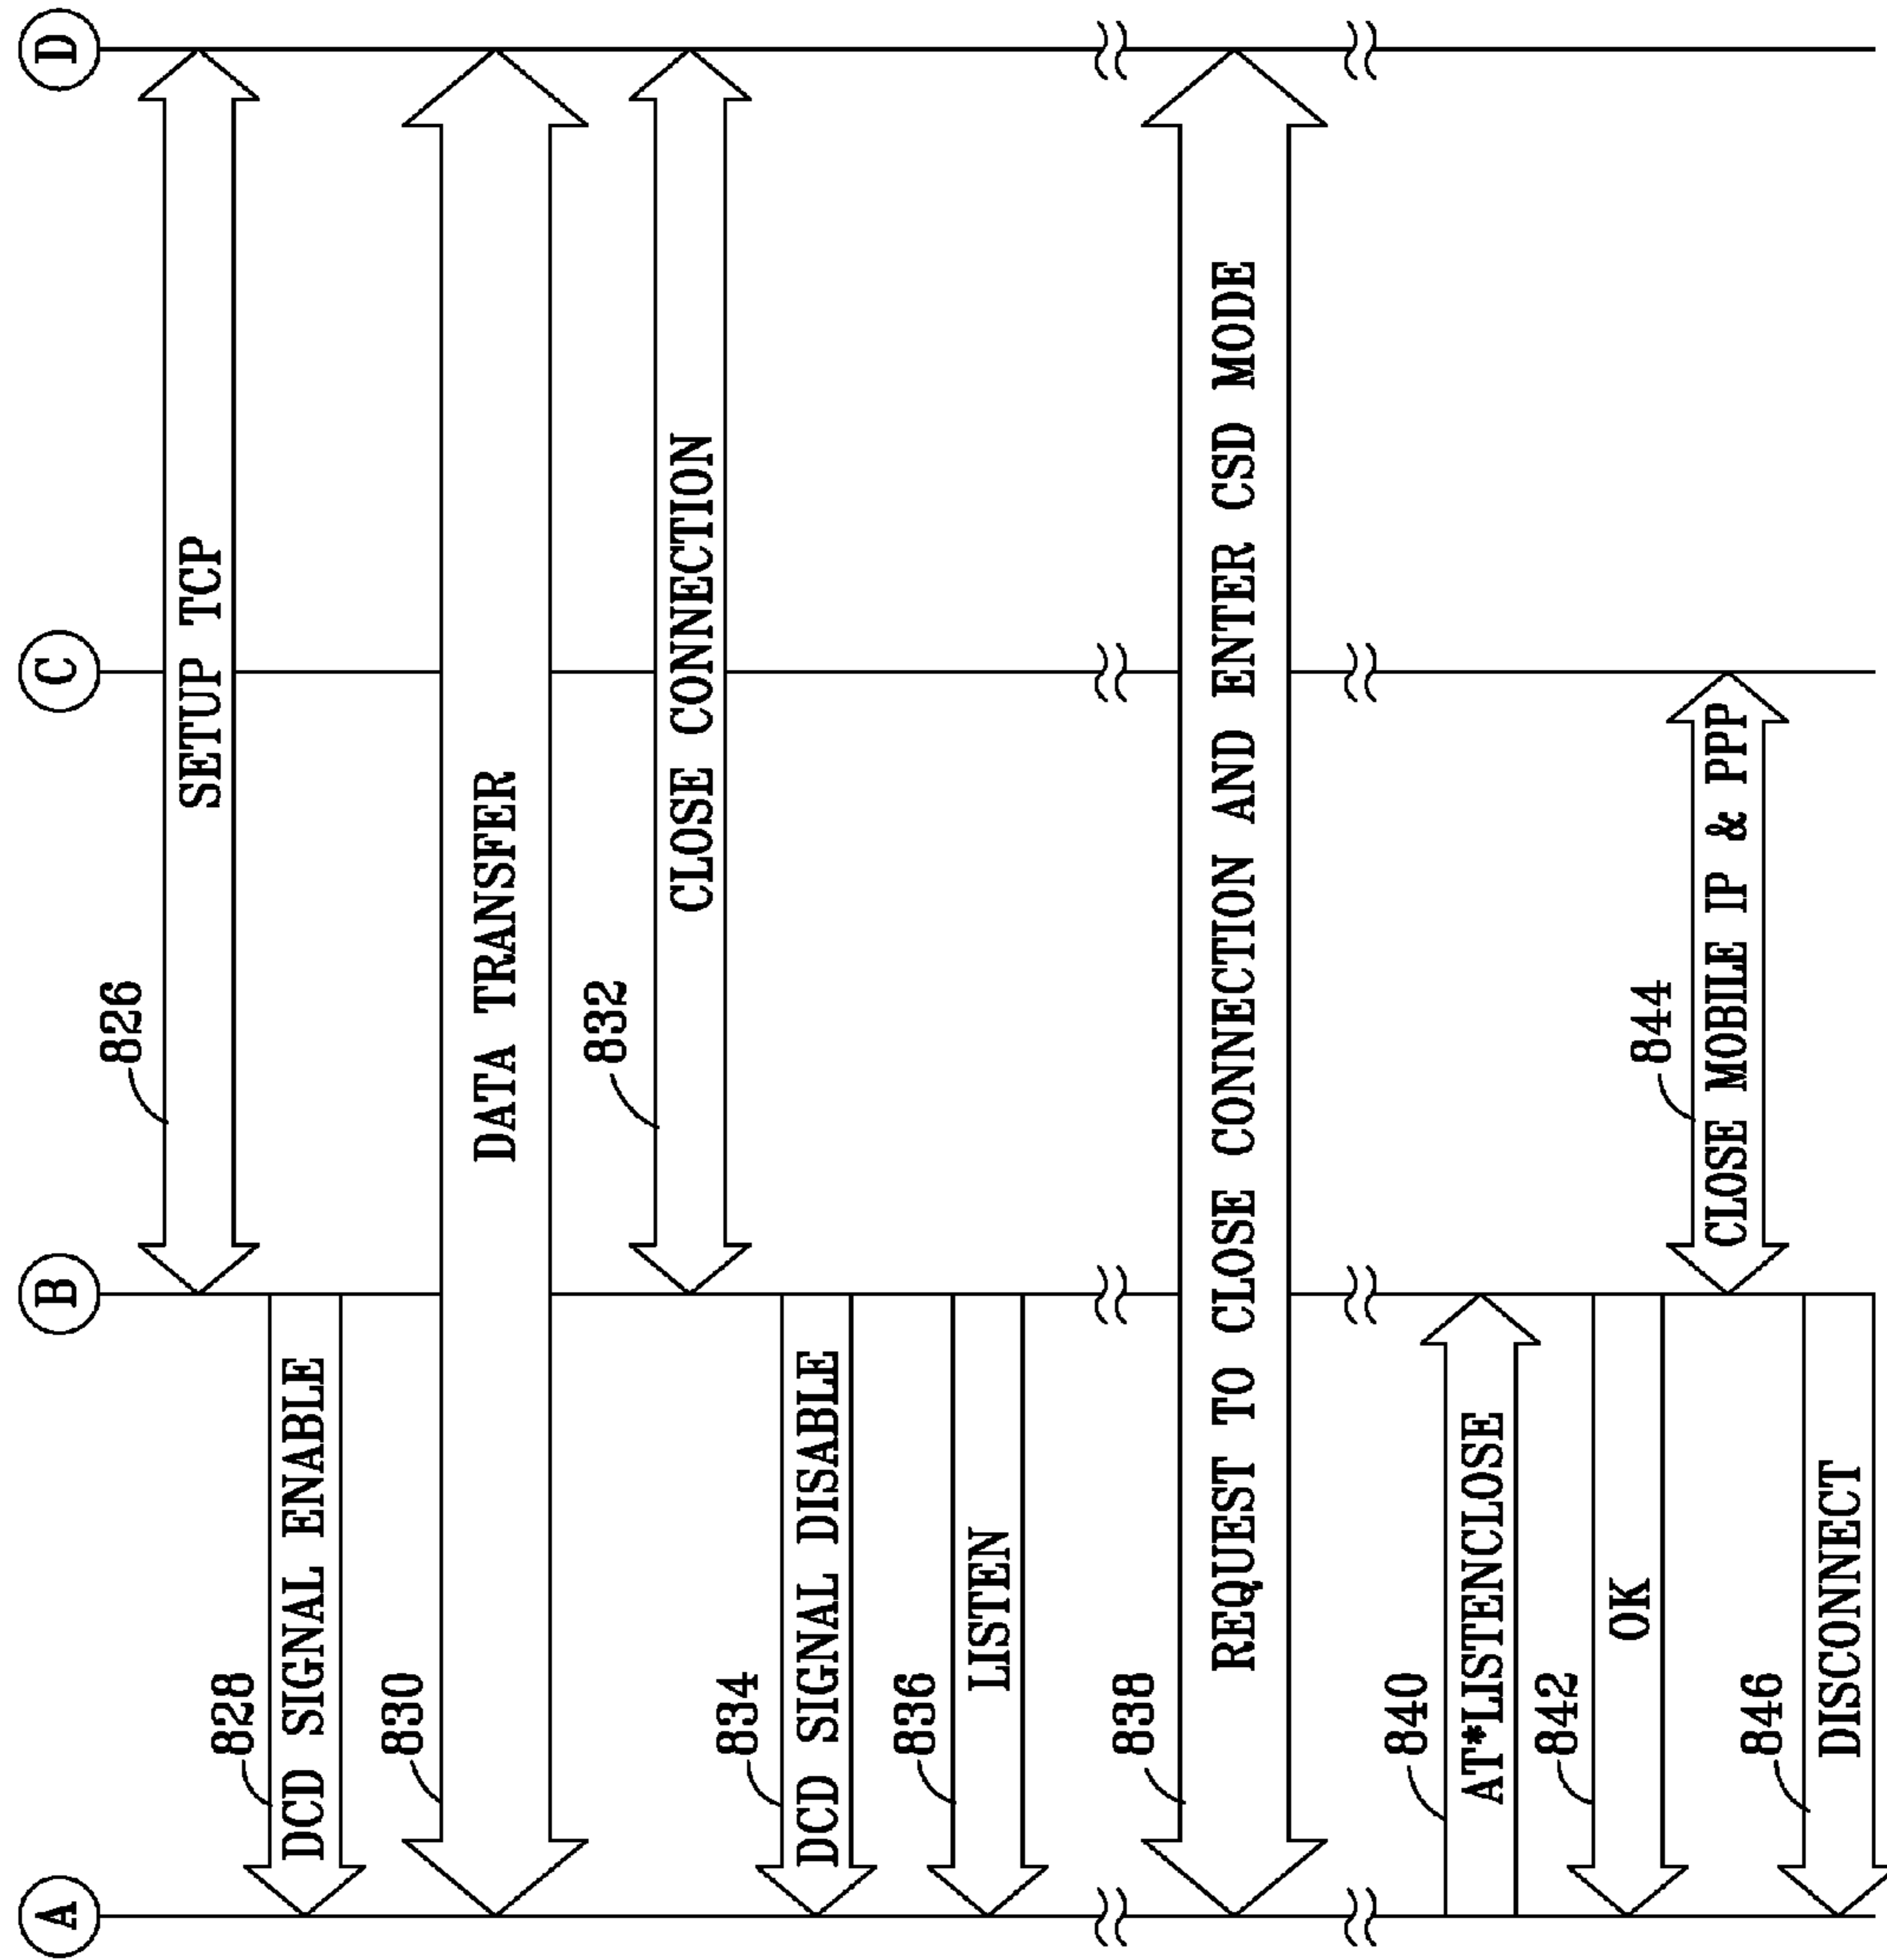 A
B
C
D
826
SETUP TCP
828
DCD SIGNAL ENABLE
830
DATA TRANSFER
832
CLOSE CONNECTION
834
DCD SIGNAL DISABLE
836
LISTEN
838
REQUEST TO CLOSE CONNECTION AND ENTER CSD MODE
840
AT*LISTENCLOSE
842
OK
844
CLOSE MOBILE IP & PPP
846
DISCONNECT